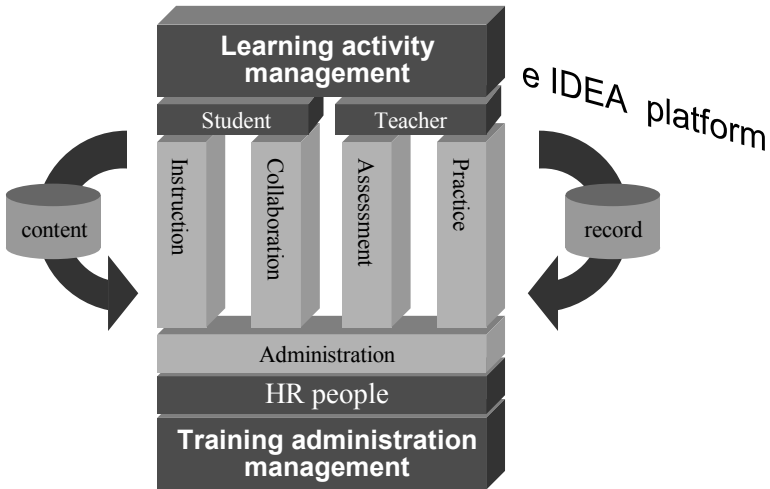 Learning activity
management
e IDEA platform
Student
Teacher
Instruction
Collaboration
Assessment
Practice
content
record
Administration
HR people
Training administration
management